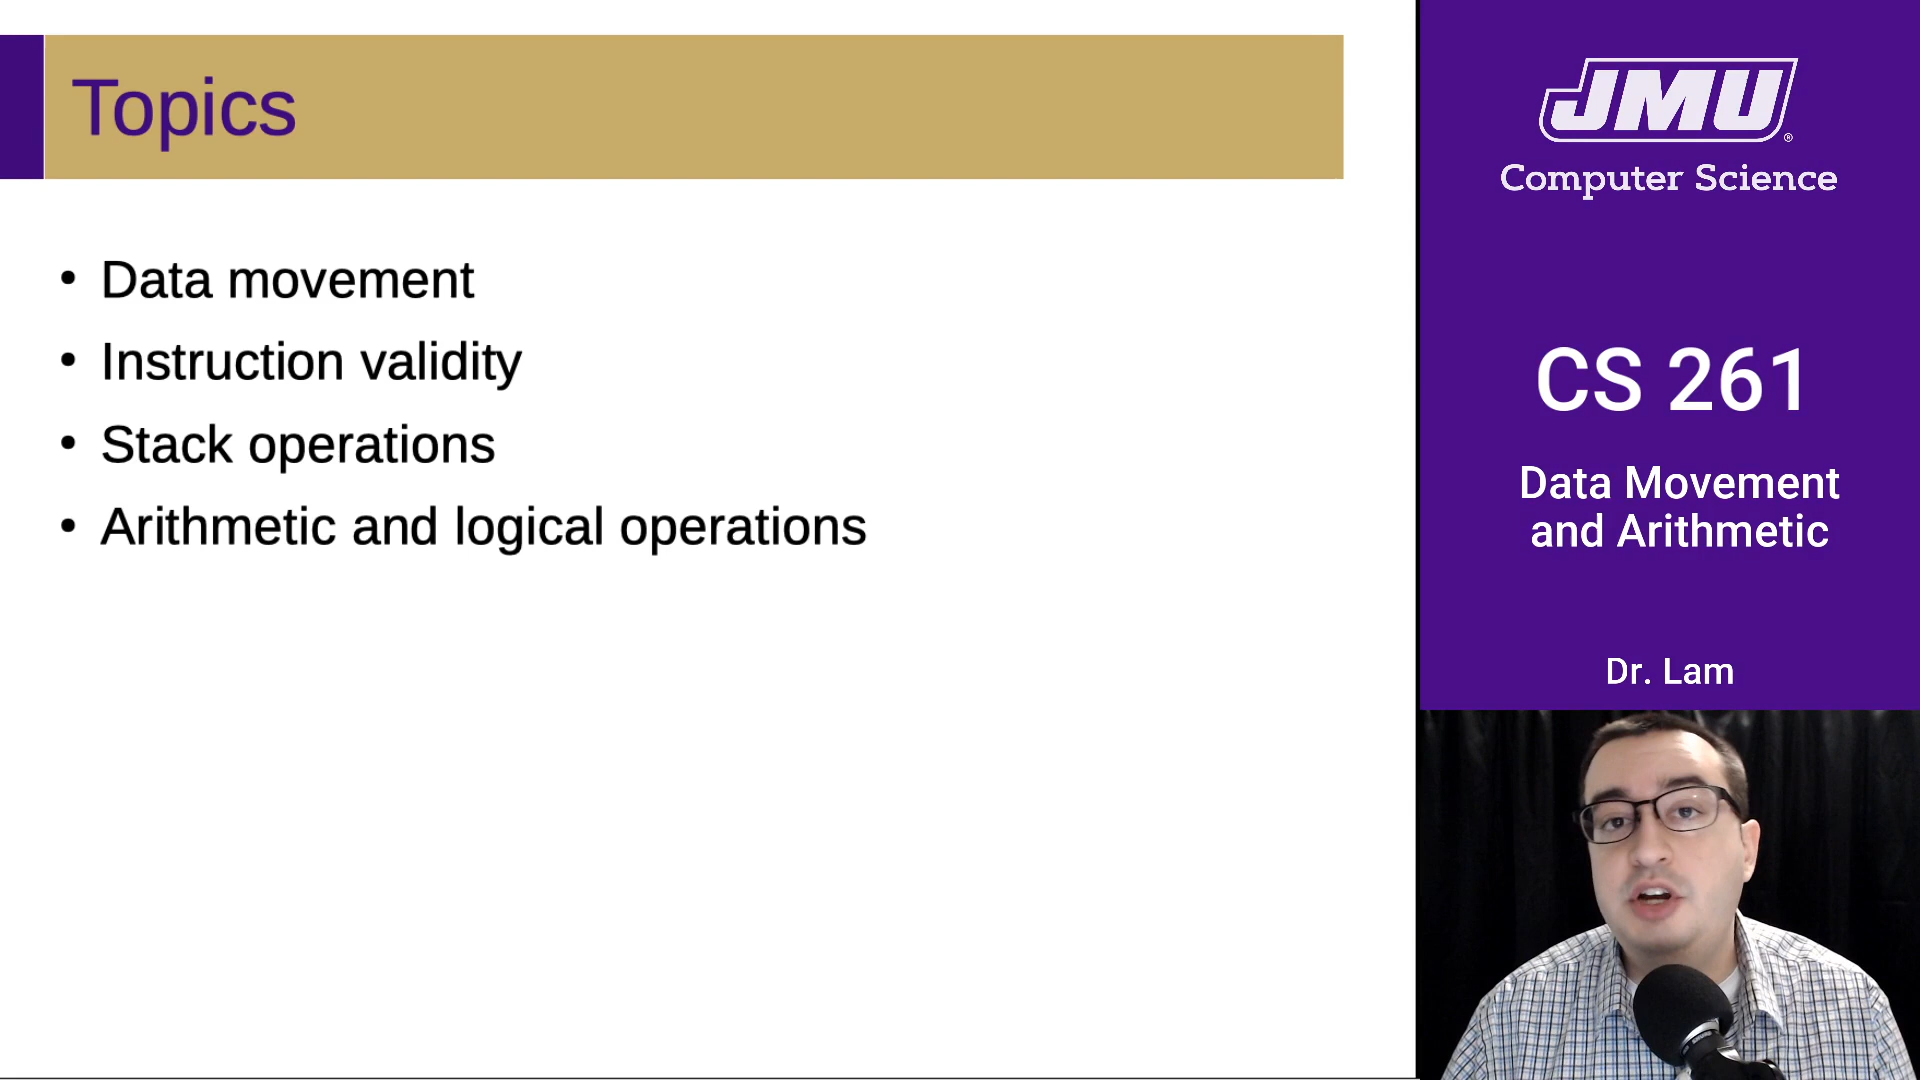 Topics
• Data movement
• Instruction validity
• Stack operations
• Arithmetic and logical operations
JMU®
Computer Science
CS 261
Data Movement
and Arithmetic
Dr. Lam